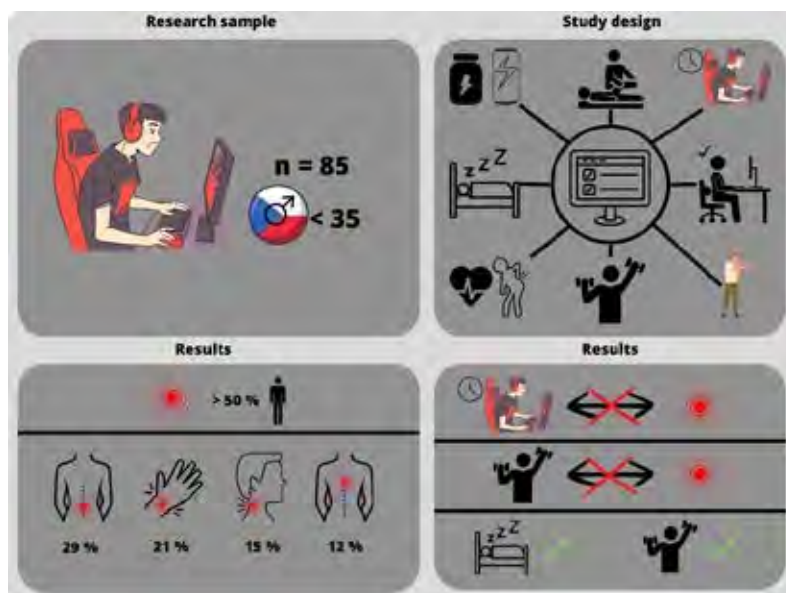 Research sample
Study design
n = 85
< 35
z z Z
Results
Results
> 50 %
29 %
21 %
15 %
12 %
z z Z